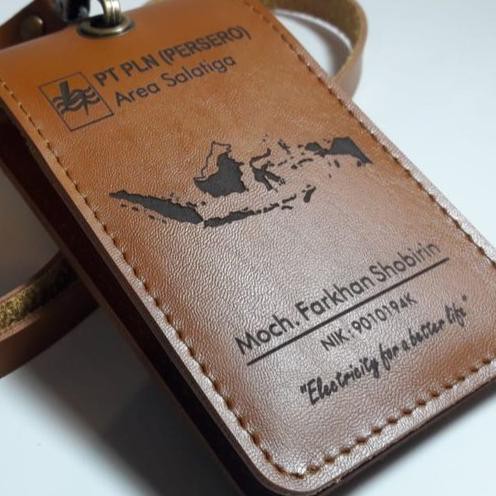 PT PLN (PERSERO)
Area Salatiga
Moch. Farkhan Shobirin
NIK. 9010194K
"Electricity for a better life"